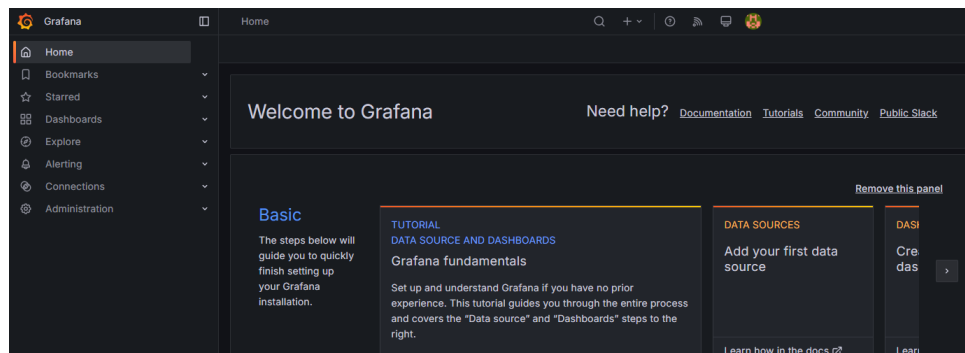 Grafana
Home
Home
Bookmarks
Starred
Dashboards
Explore
Alerting
Connections
Administration
Welcome to Grafana
Need help? Documentation Tutorials Community Public Slack
Remove this panel
Basic
The steps below will
guide you to quickly
finish setting up
your Grafana
installation.
TUTORIAL
DATA SOURCE AND DASHBOARDS
Grafana fundamentals
Set up and understand Grafana if you have no prior
experience. This tutorial guides you through the entire process
and covers the “Data source” and “Dashboards” steps to the
right.
DATA SOURCES
Add your first data
source
Learn how in the docs
DASH
Crea
das
Lear